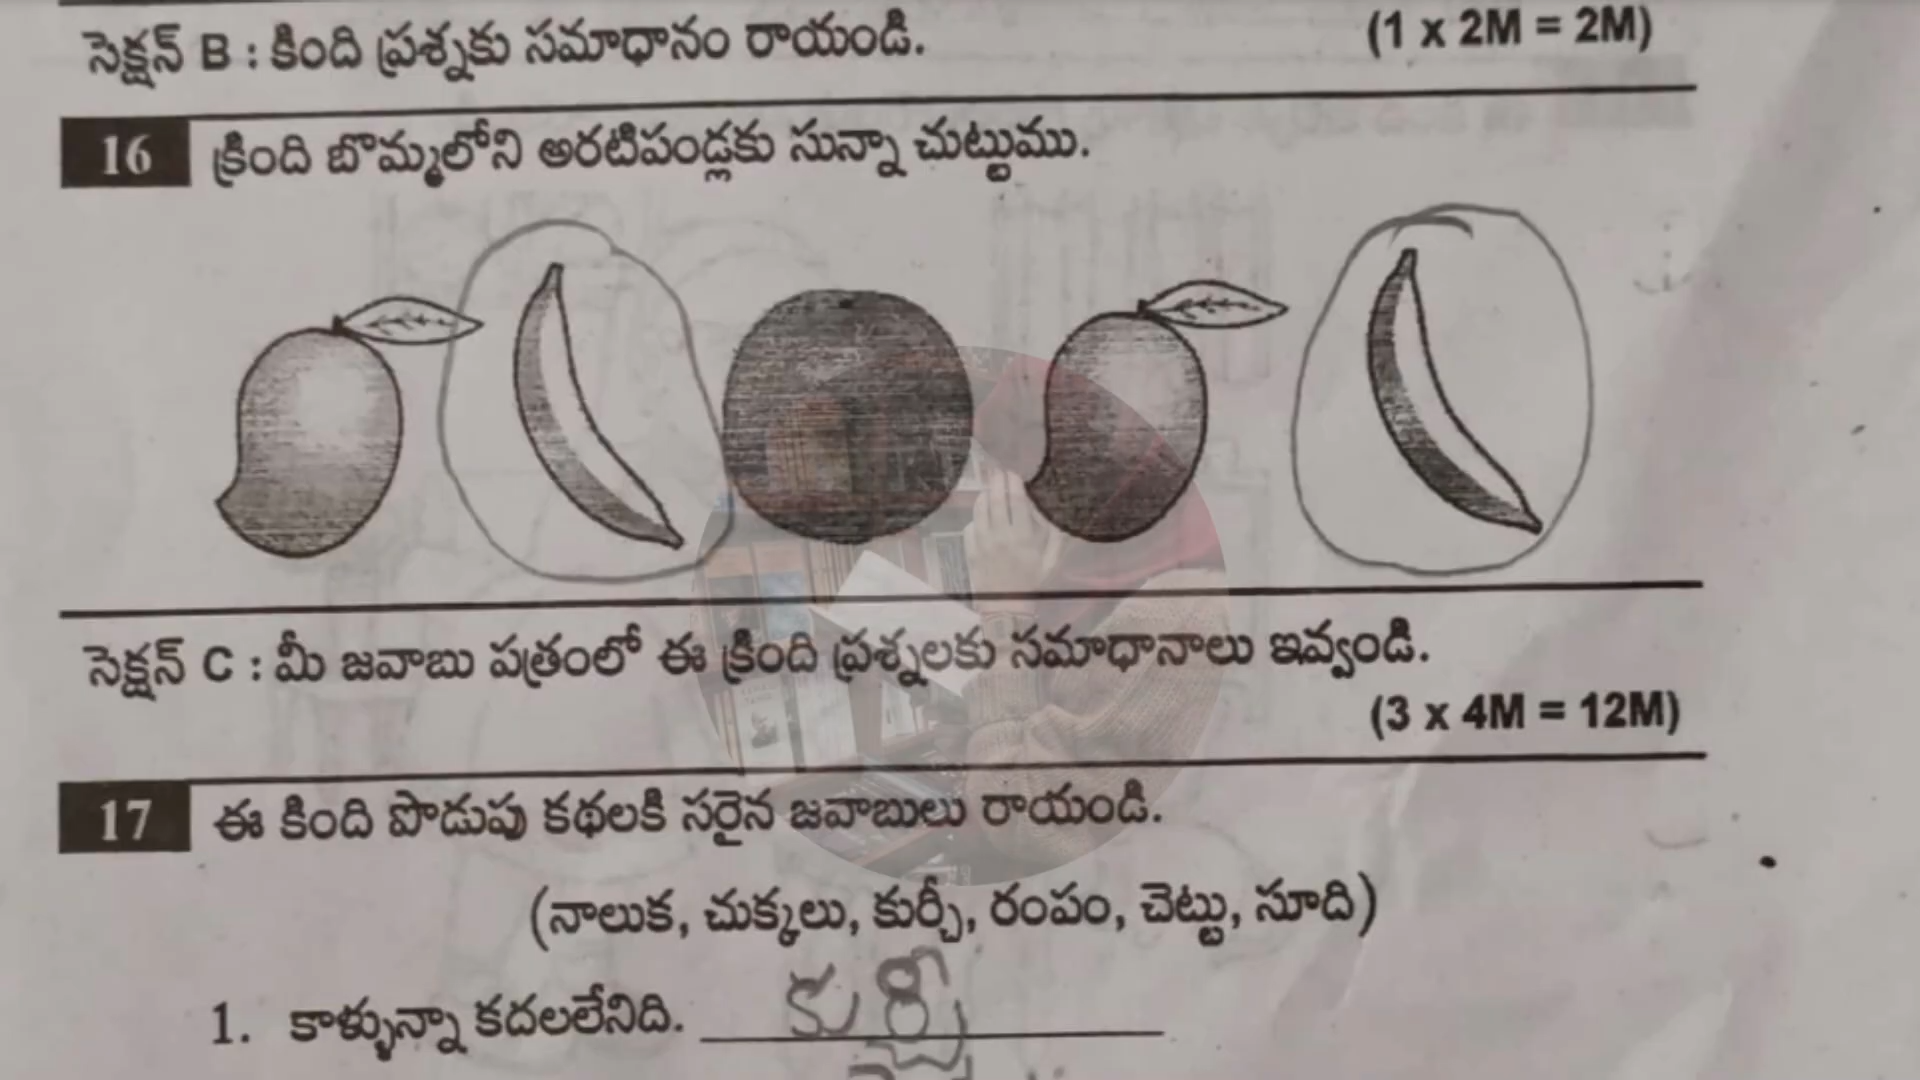 సెక్షన్ B : కింది ప్రశ్నకు సమాధానం రాయండి. (1 x 2M = 2M)
16 క్రింది బొమ్మలోని అరటిపండ్లకు సున్నా చుట్టుము.
సెక్షన్ C : మీ జవాబు పత్రంలో ఈ క్రింది ప్రశ్నలకు సమాధానాలు ఇవ్వండి.
(3 x 4M = 12M)
17 ఈ కింది పొడుపు కథలకి సరైన జవాబులు రాయండి.
(నాలుక, చుక్కలు, కుర్చీ, రంపం, చెట్టు, సూది)
1. కాళ్ళున్నా కదలలేనిది. కుర్చీ